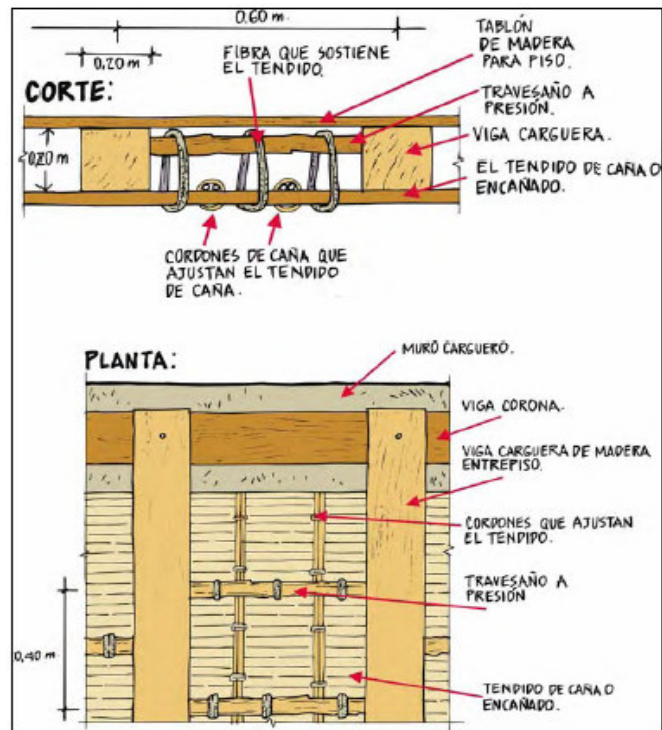 0.60 m.
0,20 m
CORTE:
FIBRA QUE SOSTIENE
EL TENDIDO.
TABLÓN
DE MADERA
PARA PISO.
TRAVESAÑO A
PRESIÓN.
VIGA CARGUERA.
EL TENDIDO DE CAÑA O
ENCAÑADO.
0,20 m
CORDONES DE CAÑA QUE
AJUSTAN EL TENDIDO
DE CAÑA.
PLANTA:
MURO CARGUERO.
VIGA CORONA.
VIGA CARGUERA DE MADERA
ENTREPISO.
CORDONES QUE AJUSTAN
EL TENDIDO.
TRAVESAÑO A
PRESIÓN
0,40 m
TENDIDO DE CAÑA O
ENCAÑADO.